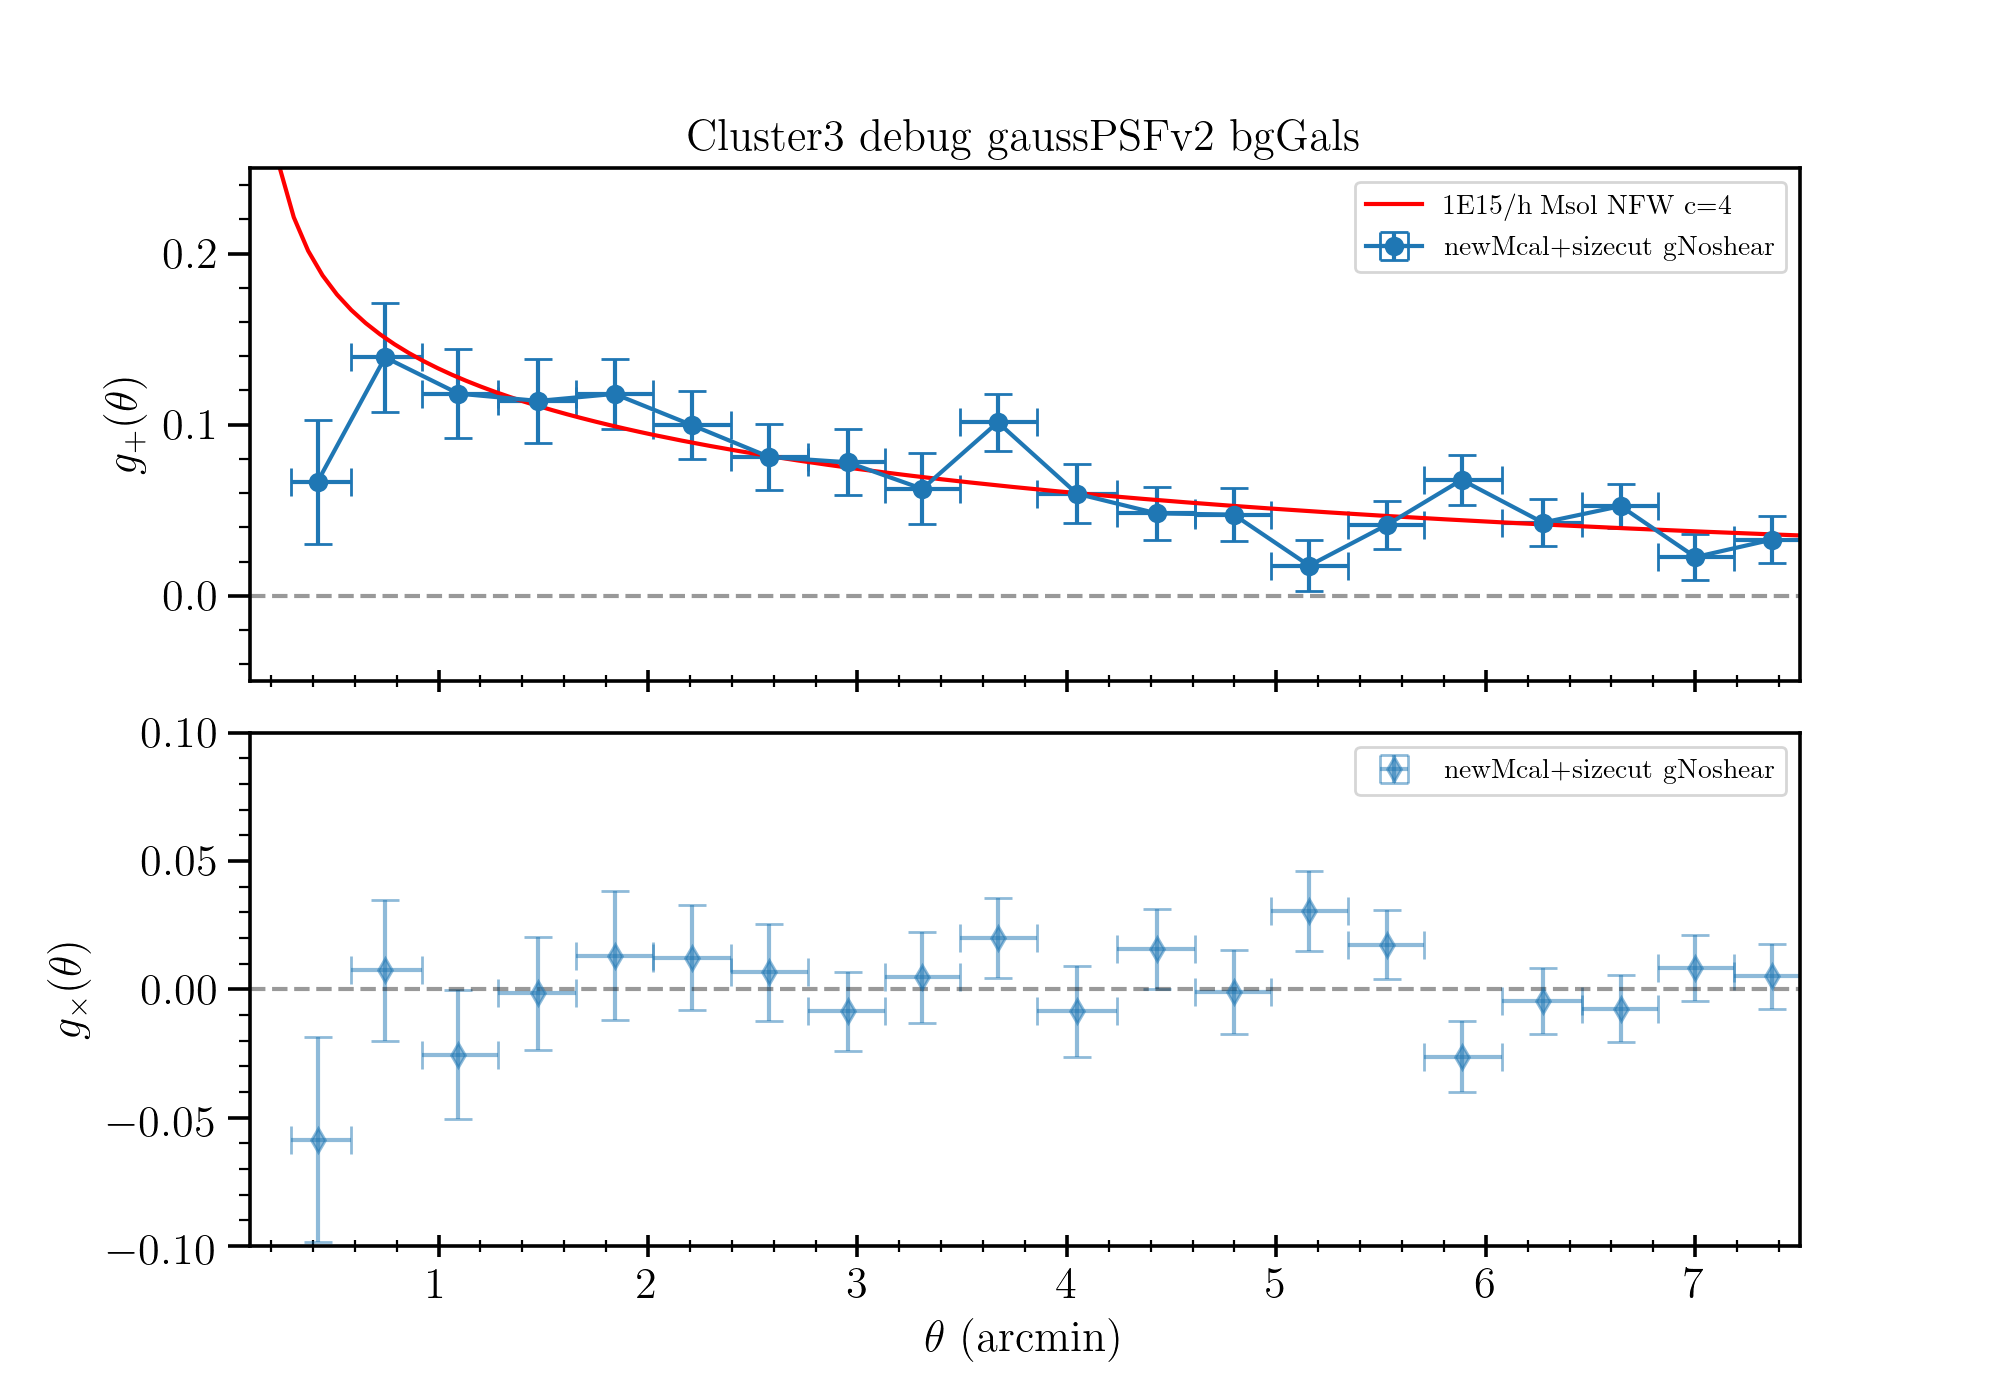 Cluster3 debug gaussPSFv2 bgGals
1E15/h Msol NFW c=4
newMcal+sizecut gNoshear
0.2
0.1
0.0
g₊(θ)
newMcal+sizecut gNoshear
0.10
0.05
0.00
−0.05
−0.10
g×(θ)
1 2 3 4 5 6 7
θ (arcmin)